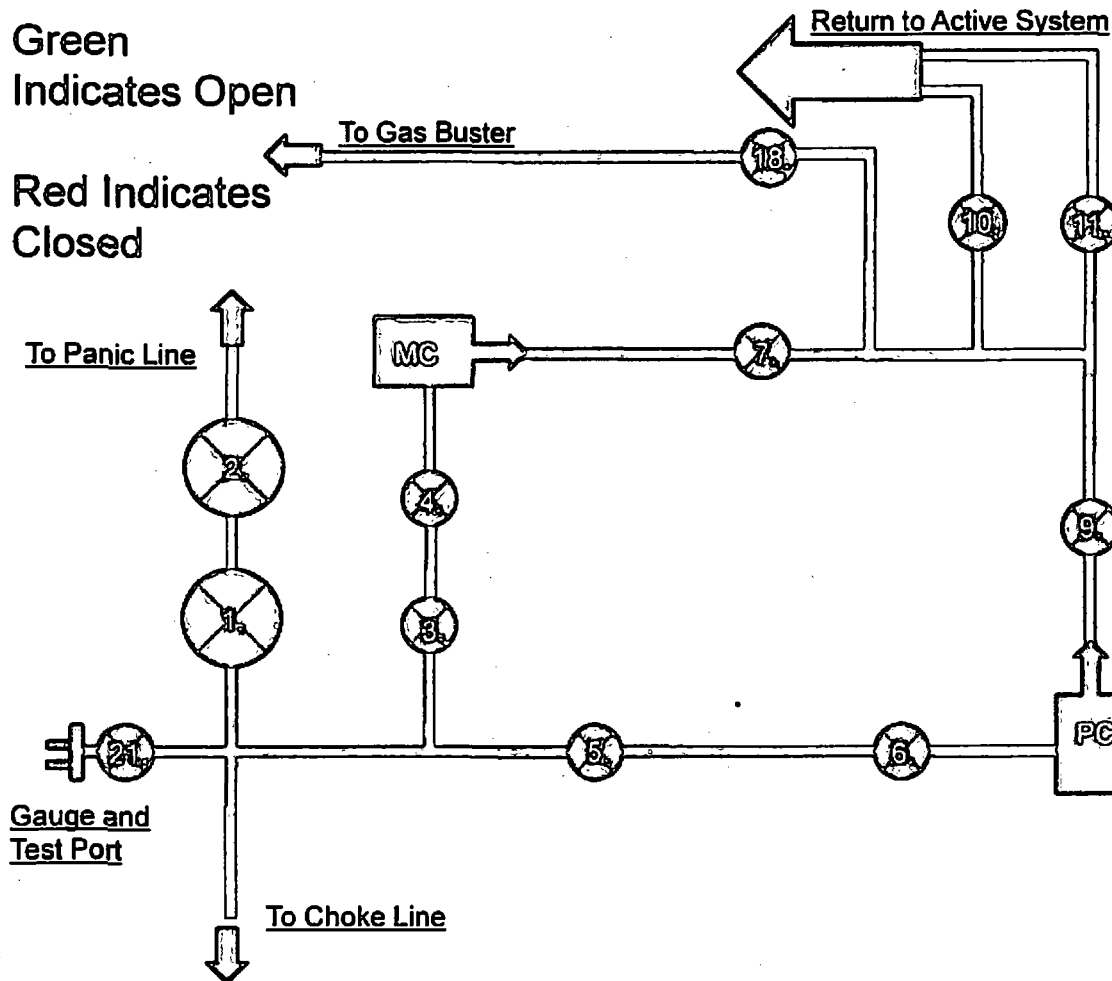 Green
Indicates Open
Red Indicates
Closed
Return to Active System
To Gas Buster
18.
10.
11.
To Panic Line
MC
7.
2.
4.
9.
1.
3.
21.
5.
6.
PC
Gauge and
Test Port
To Choke Line